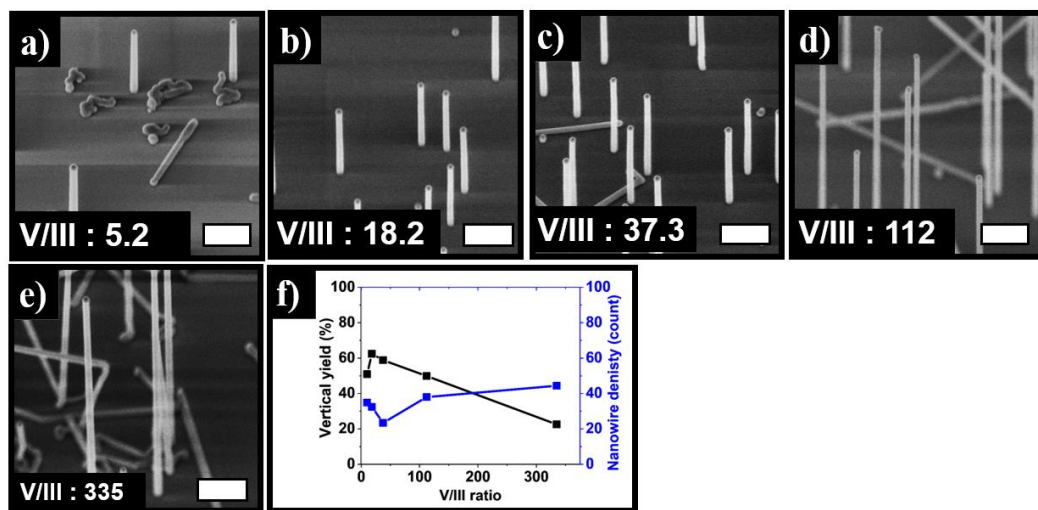 a)
V/III : 5.2
b)
V/III : 18.2
c)
V/III : 37.3
d)
V/III : 112
e)
V/III : 335
f)
100
80
60
40
20
0
Vertical yield (%)
0
100
200
300
V/III ratio
100
80
60
40
20
0
Nanowire denisty (count)